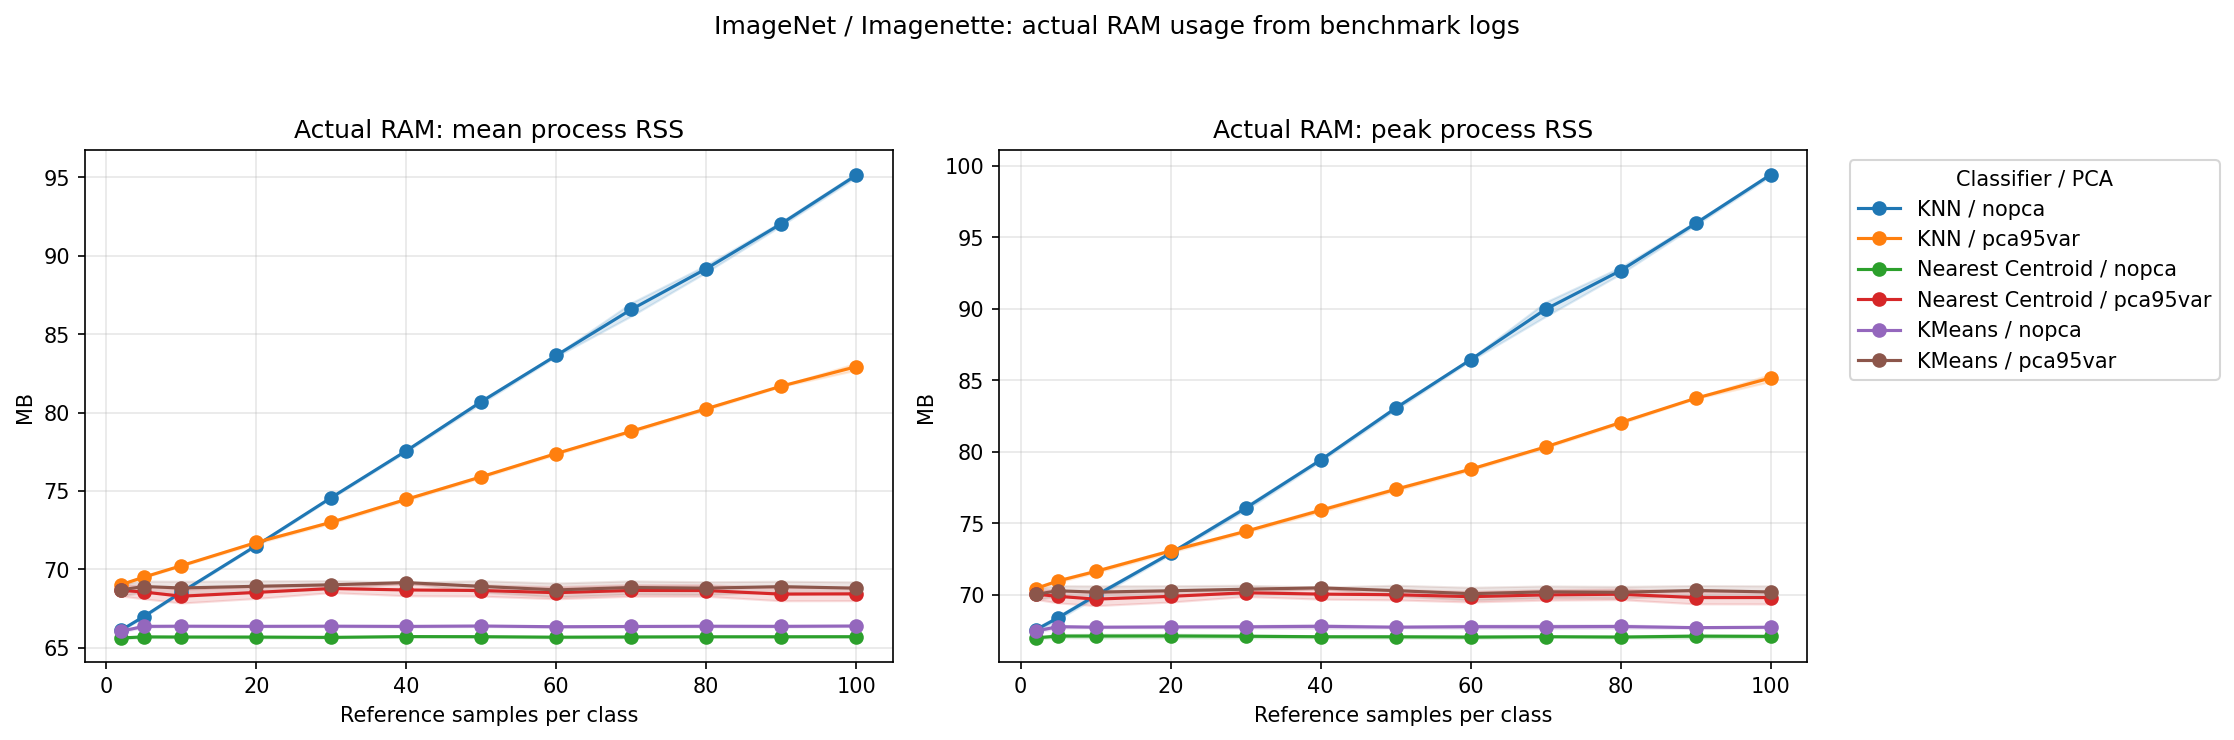 ImageNet / Imagenette: actual RAM usage from benchmark logs
Actual RAM: mean process RSS
95
90
85
80
75
70
65
MB
0 20 40 60 80 100
Reference samples per class
Actual RAM: peak process RSS
100
95
90
85
80
75
70
MB
0 20 40 60 80 100
Reference samples per class
Classifier / PCA
KNN / nopca
KNN / pca95var
Nearest Centroid / nopca
Nearest Centroid / pca95var
KMeans / nopca
KMeans / pca95var